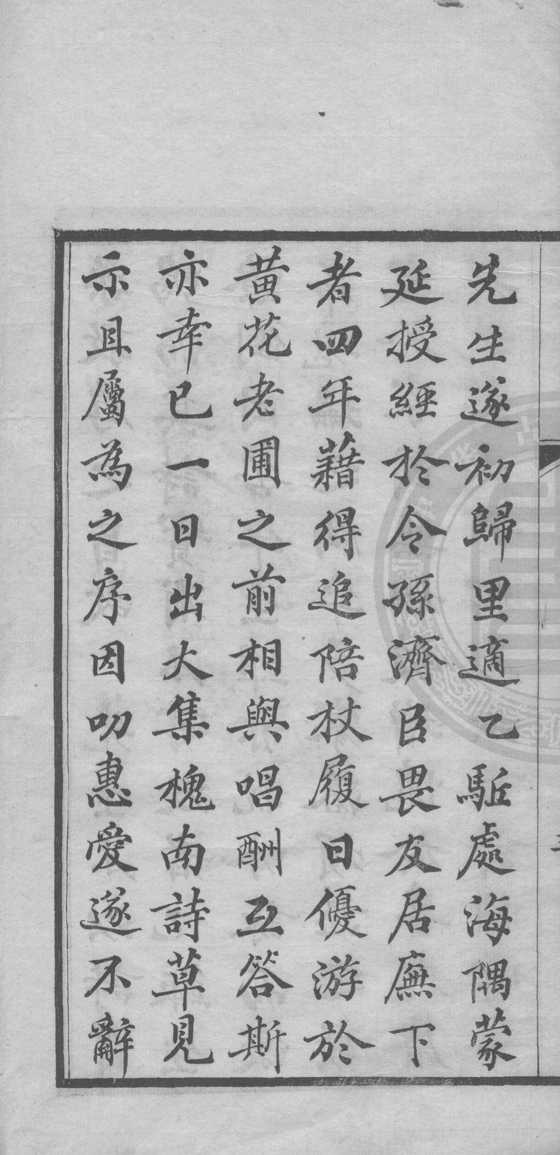 先生遂初歸里適乙駈處海隅蒙
延授經於令孫濟臣畏友居廡下
者四年藉得追陪杖履日優游於
黃花老圃之前相與唱酬互答斯
亦幸已一日出大集槐南詩草見
示且屬為之序因叨惠愛遂不辭